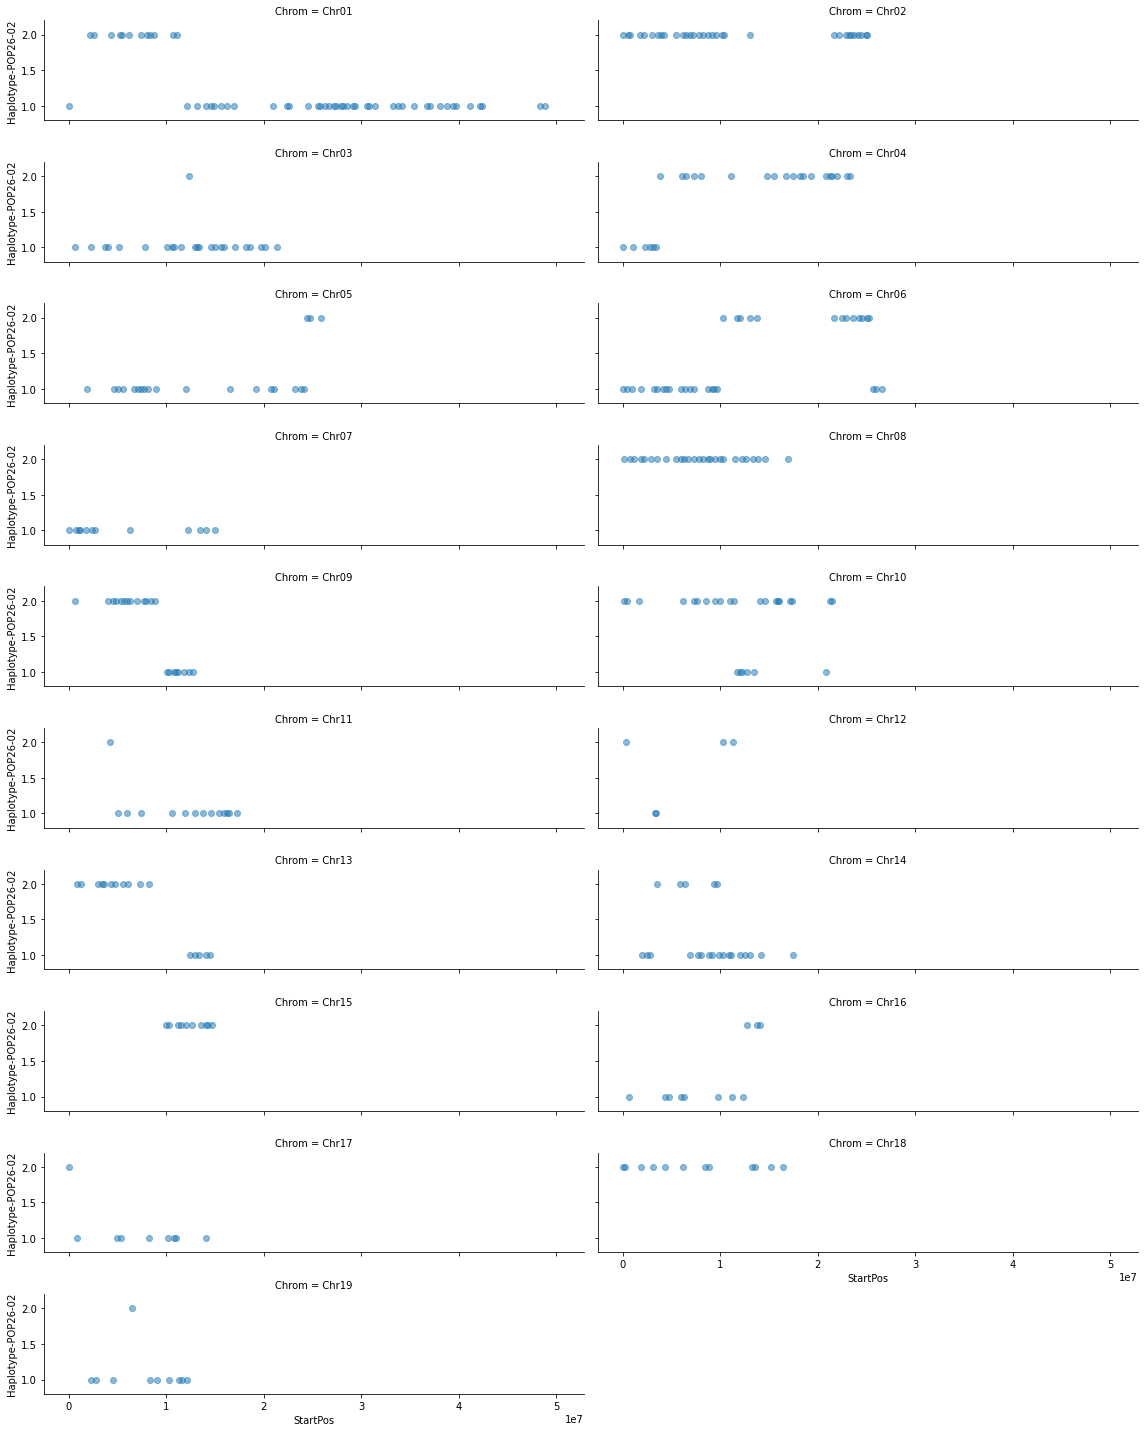 Chrom = Chr01
Chrom = Chr02
Haplotype-POP26-02
2.0
1.5
1.0
Chrom = Chr03
Chrom = Chr04
Haplotype-POP26-02
2.0
1.5
1.0
Chrom = Chr05
Chrom = Chr06
Haplotype-POP26-02
2.0
1.5
1.0
Chrom = Chr07
Chrom = Chr08
Haplotype-POP26-02
2.0
1.5
1.0
Chrom = Chr09
Chrom = Chr10
Haplotype-POP26-02
2.0
1.5
1.0
Chrom = Chr11
Chrom = Chr12
Haplotype-POP26-02
2.0
1.5
1.0
Chrom = Chr13
Chrom = Chr14
Haplotype-POP26-02
2.0
1.5
1.0
Chrom = Chr15
Chrom = Chr16
Haplotype-POP26-02
2.0
1.5
1.0
Chrom = Chr17
Chrom = Chr18
Haplotype-POP26-02
2.0
1.5
1.0
0 1 2 3 4 5
StartPos
1e7
Chrom = Chr19
Haplotype-POP26-02
2.0
1.5
1.0
0 1 2 3 4 5
StartPos
1e7